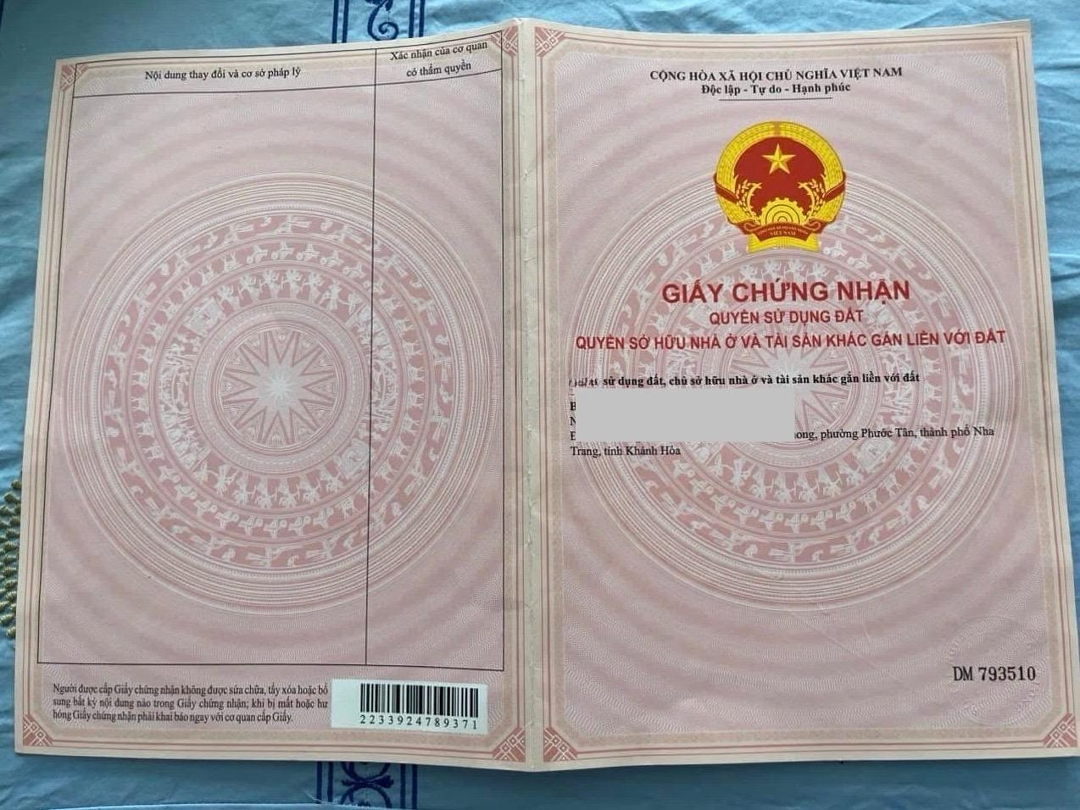 Nội dung thay đổi và cơ sở pháp lý
Xác nhận của cơ quan
có thẩm quyền
Người được cấp Giấy chứng nhận không được sửa chữa, tẩy xóa hoặc bổ
sung bất kỳ nội dung nào trong Giấy chứng nhận; khi bị mất hoặc hư
hỏng Giấy chứng nhận phải khai báo ngay với cơ quan cấp Giấy.
2233924789371
CỘNG HÒA XÃ HỘI CHỦ NGHĨA VIỆT NAM
Độc lập - Tự do - Hạnh phúc
VIỆT NAM
GIẤY CHỨNG NHẬN
QUYỀN SỬ DỤNG ĐẤT
QUYỀN SỞ HỮU NHÀ Ở VÀ TÀI SẢN KHÁC GẮN LIỀN VỚI ĐẤT
sử dụng đất, chủ sở hữu nhà ở và tài sản khác gắn liền với đất
B
N
Đ ong, phường Phước Tân, thành phố Nha
Trang, tỉnh Khánh Hòa
DM 793510